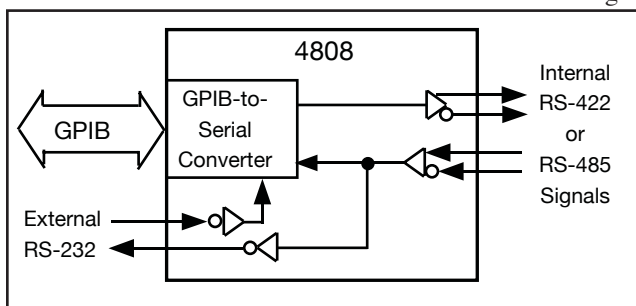 g
4808
GPIB
GPIB-to-
Serial
Converter
Internal
RS-422
or
RS-485
Signals
External
RS-232